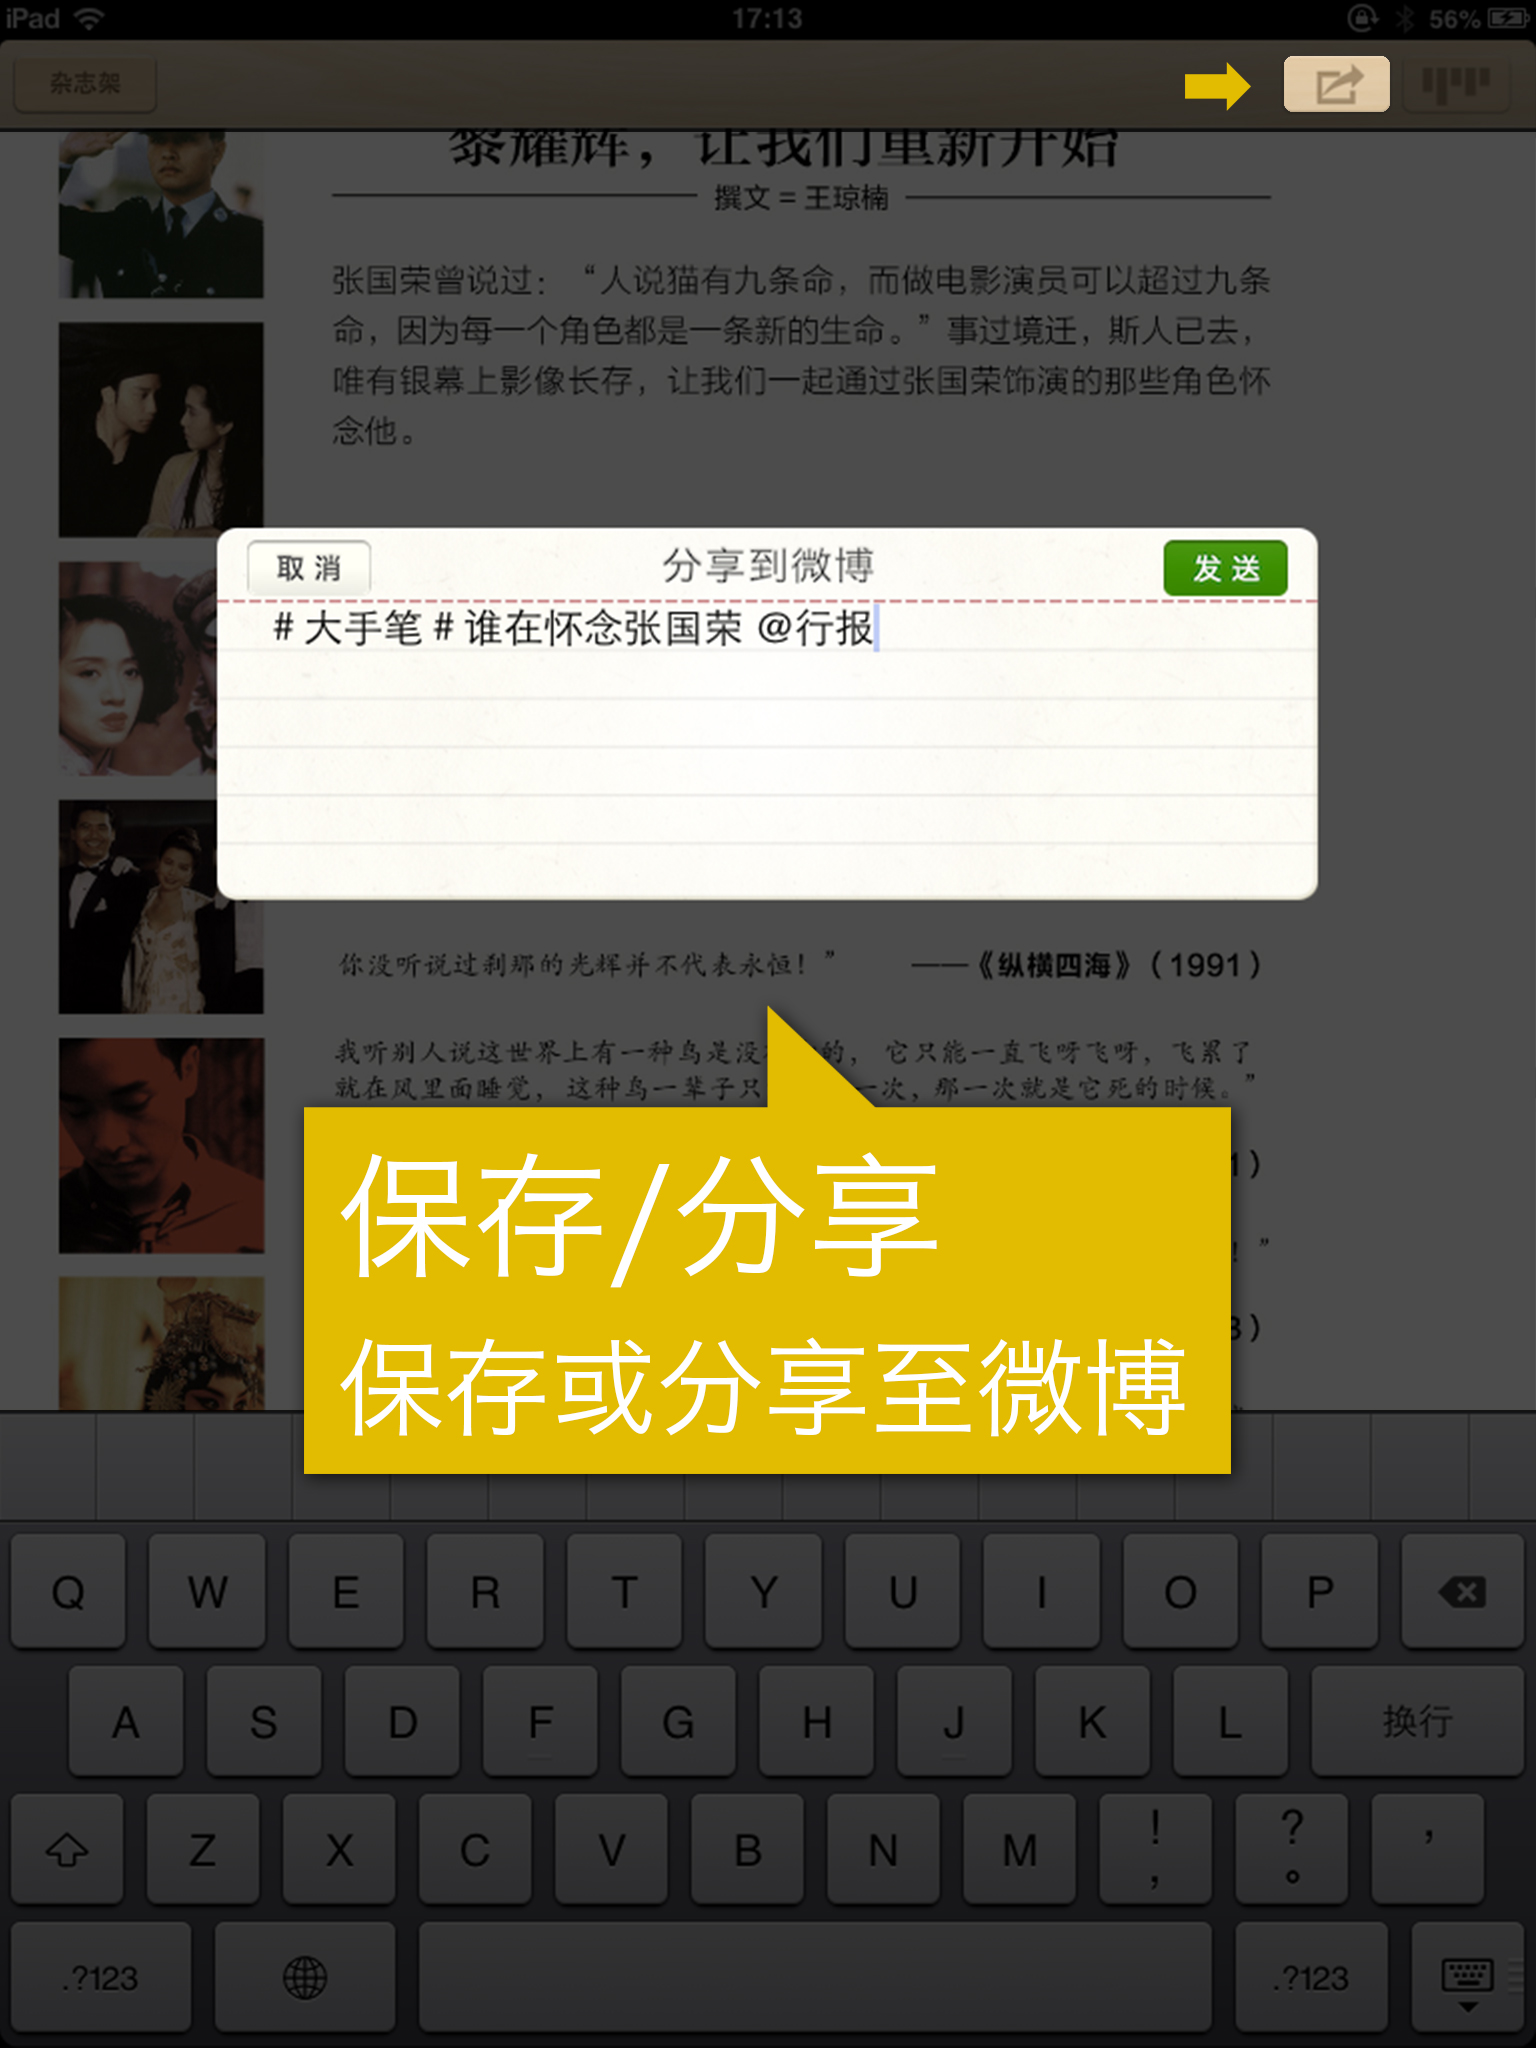 iPad 17:13 56%
杂志架
黎耀辉，让我们重新开始
撰文 = 王琼楠
张国荣曾说过：“人说猫有九条命，而做电影演员可以超过九条
命，因为每一个角色都是一条新的生命。”事过境迁，斯人已去，
唯有银幕上影像长存，让我们一起通过张国荣饰演的那些角色怀
念他。
取消 分享到微博 发送
#大手笔#谁在怀念张国荣 @行报
你没听说过刹那的光辉并不代表永恒！” ——《纵横四海》（1991）
我听别人说这世界上有一种鸟是没 的，它只能一直飞呀飞呀，飞累了
就在风里面睡觉，这种鸟一辈子只 一次，那一次就是它死的时候。”
1）
！”
3）
保存/分享
保存或分享至微博
Q W E R T Y U I O P
A S D F G H J K L 换行
Z X C V B N M ！， ？。 ，
.?123 .?123